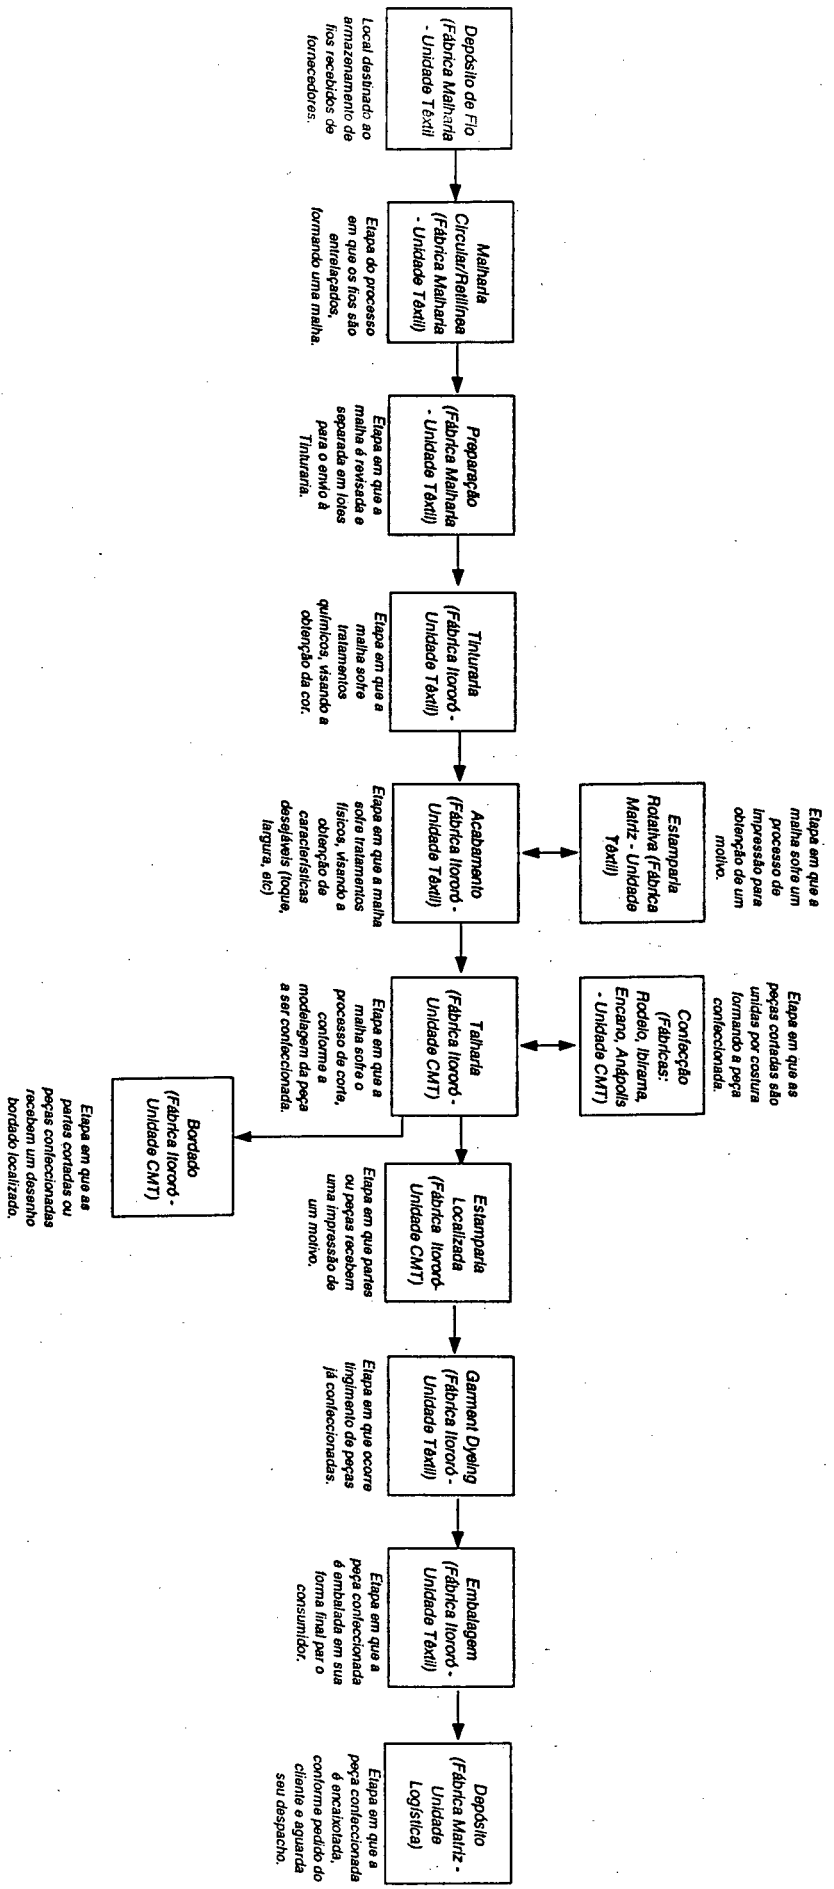 Depósito de Fio
(Fábrica Malharia
- Unidade Têxtil
Local destinado ao
armazenamento de
fios recebidos de
fornecedores.
Malharia
Circular/Retilínea
(Fábrica Malharia
- Unidade Têxtil)
Etapa do processo
em que os fios são
entrelaçados,
formando uma malha.
Preparação
(Fábrica Malharia
- Unidade Têxtil)
Etapa em que a
malha é revisada e
separada em lotes
para o envio à
Tinturaria.
Tinturaria
(Fábrica Itororó -
Unidade Têxtil)
Etapa em que a
malha sofre
tratamentos
químicos, visando a
obtenção da cor.
Etapa em que a
malha sofre um
processo de
impressão para
obtenção de um
motivo.
Estamparia
Rotativa (Fábrica
Matriz - Unidade
Têxtil)
Acabamento
(Fábrica Itororó -
Unidade Têxtil)
Etapa em que a malha
sofre tratamentos
físicos, visando a
obtenção de
características
desejáveis (toque,
largura, etc)
Etapa em que as
peças cortadas são
unidas por costura
formando a peça
confeccionada.
Confecção
(Fábricas:
Rodeio, Ibirama,
Encano, Anápolis
- Unidade CMT)
Talharia
(Fábrica Itororó -
Unidade CMT)
Etapa em que a
malha sofre o
processo de corte,
conforme a
modelagem da peça
a ser confeccionada.
Bordado
(Fábrica Itororó -
Unidade CMT)
Etapa em que as
partes cortadas ou
peças confeccionadas
recebem um desenho
bordado localizado.
Estamparia
Localizada
(Fábrica Itororó-
Unidade CMT)
Etapa em que partes
ou peças recebem
uma impressão de
um motivo.
Garment Dyeing
(Fábrica Itororó -
Unidade Têxtil)
Etapa em que ocorre
tingimento de peças
já confeccionadas.
Embalagem
(Fábrica Itororó -
Unidade Têxtil)
Etapa em que a
peça confeccionada
é embalada em sua
forma final par o
consumidor.
Depósito
(Fábrica Matriz -
Unidade
Logística)
Etapa em que a
peça confeccionada
é encaixotada,
conforme pedido do
cliente e aguarda
seu despacho.